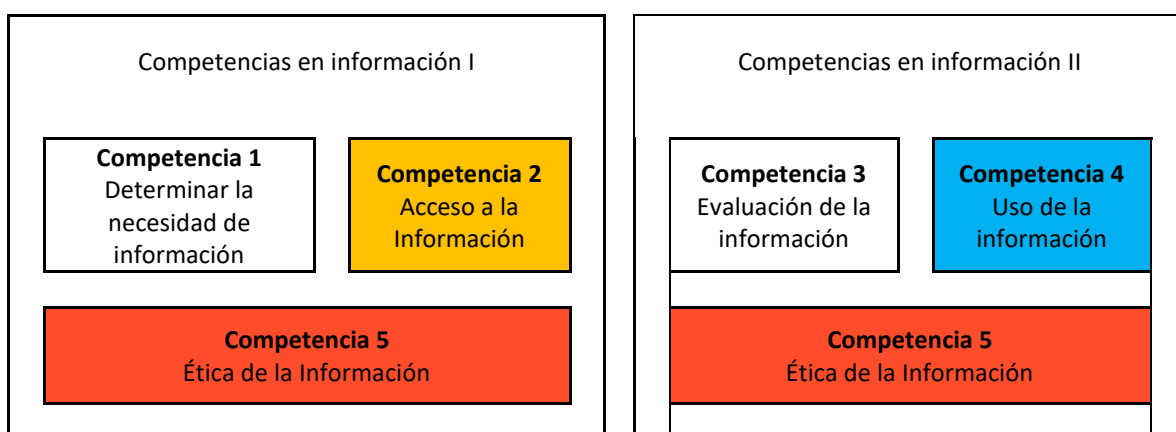 Competencias en información I
Competencia 1
Determinar la
necesidad de
información
Competencia 2
Acceso a la
Información
Competencia 5
Ética de la Información
Competencias en información II
Competencia 3
Evaluación de la
información
Competencia 4
Uso de la
información
Competencia 5
Ética de la Información